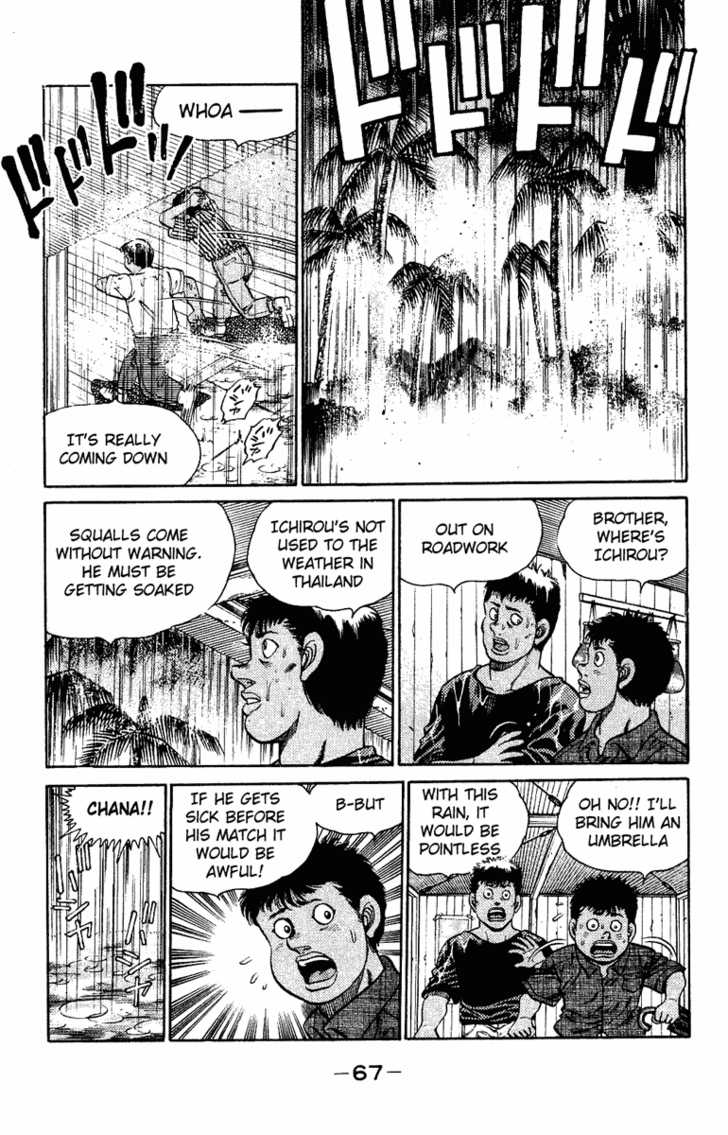 ドドドド
ドドドッ
WHOA ──
IT'S REALLY
COMING DOWN
BROTHER,
WHERE'S
ICHIROU?
OUT ON
ROADWORK
ICHIROU'S NOT
USED TO THE
WEATHER IN
THAILAND
SQUALLS COME
WITHOUT WARNING.
HE MUST BE
GETTING SOAKED
OH NO!! I'LL
BRING HIM AN
UMBRELLA
WITH THIS
RAIN, IT
WOULD BE
POINTLESS
B-BUT
IF HE GETS
SICK BEFORE
HIS MATCH IT
WOULD BE
AWFUL!
CHANA!!
-67-